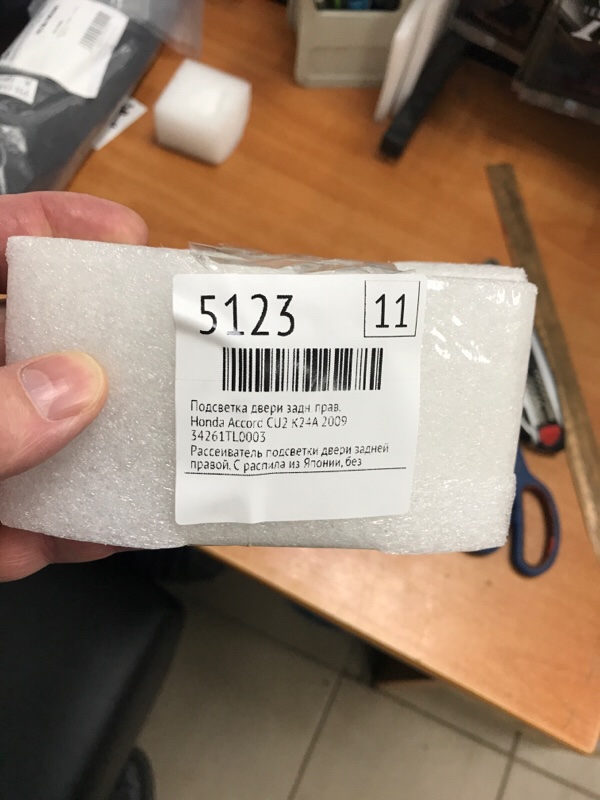 5123
11
Подсветка двери задн. прав.
Honda Accord CU2 K24A 2009
34261TL0003
Рассеиватель подсветки двери задней
правой. С распила из Японии, без